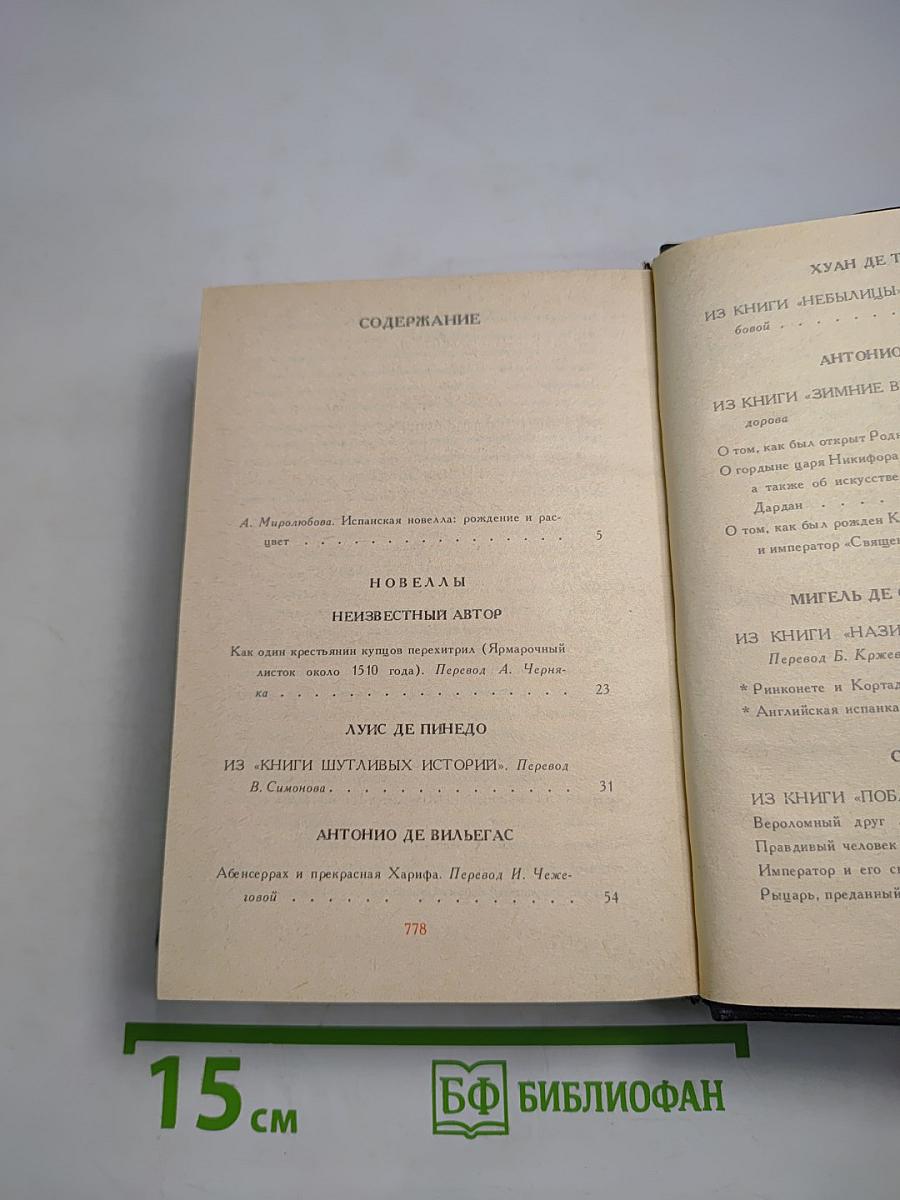 СОДЕРЖАНИЕ
А. Миролюбова. Испанская новелла: рождение и рас-
цвет . . . . . . . . . . . . . . . 5
НОВЕЛЛЫ
НЕИЗВЕСТНЫЙ АВТОР
Как один крестьянин купцов перехитрил (Ярмарочный
листок около 1510 года). Перевод А. Черня-
ка . . . . . . . . . . . . . . . . 23
ЛУИС ДЕ ПИНЕДО
ИЗ «КНИГИ ШУТЛИВЫХ ИСТОРИЙ». Перевод
В. Симонова . . . . . . . . . . . . . 31
АНТОНИО ДЕ ВИЛЬЕГАС
Абенсеррах и прекрасная Харифа. Перевод И. Чеже-
говой . . . . . . . . . . . . . . 54
778
ХУАН ДЕ
ИЗ КНИГИ «НЕБЫЛИЦЫ»
бовой . . . . . . .
АНТОНИО
ИЗ КНИГИ «ЗИМНИЕ
дорова
О том, как был открыт
О гордыне царя Никифора,
а также об искусстве
Дардан . . . .
О том, как был рожден
и император
МИГЕЛЬ ДЕ
ИЗ КНИГИ
Перевод Б.
* Ринконете и
* Английская испанка
ИЗ КНИГИ
Вероломный друг
Правдивый человек
Император и его
Рыцарь, преданный
15 см
БФ БИБЛИОФАН